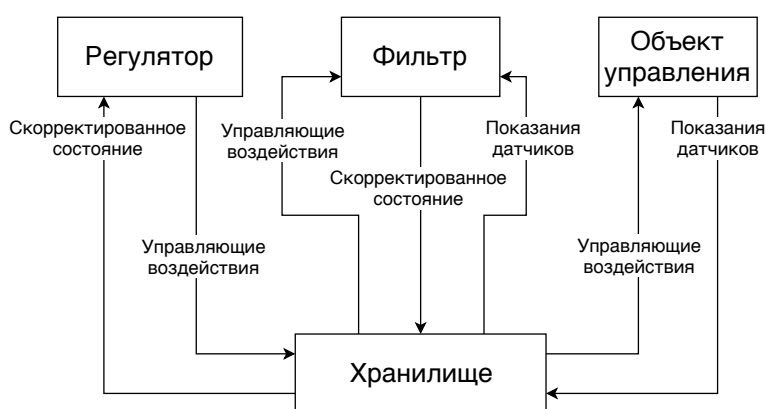 Регулятор
Фильтр
Объект
управления
Скорректированное
состояние
Управляющие
воздействия
Показания
датчиков
Показания
датчиков
Скорректированное
состояние
Управляющие
воздействия
Управляющие
воздействия
Хранилище